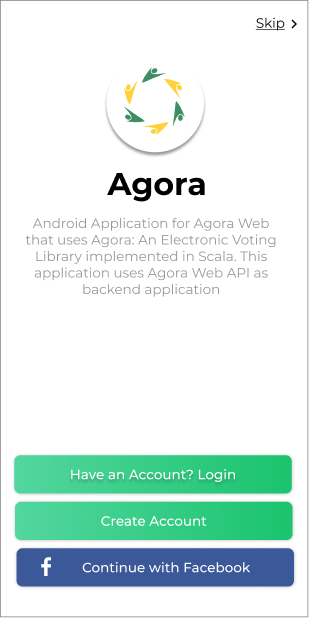 Skip
Agora
Android Application for Agora Web
that uses Agora: An Electronic Voting
Library implemented in Scala. This
application uses Agora Web API as
backend application
Have an Account? Login
Create Account
Continue with Facebook